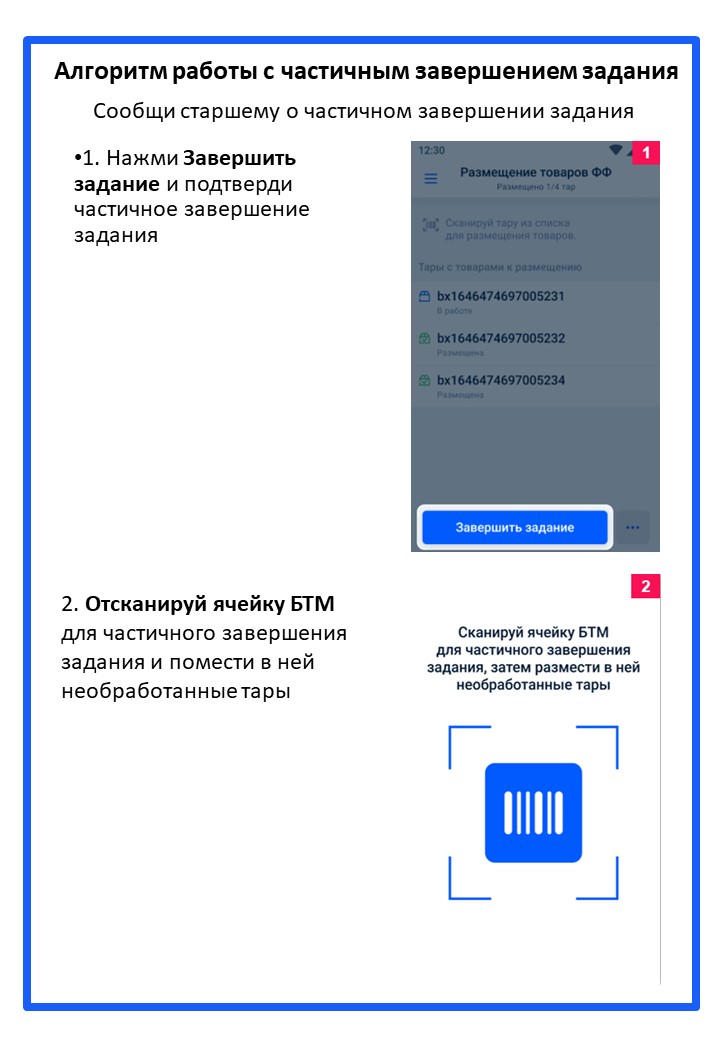 Алгоритм работы с частичным завершением задания
Сообщи старшему о частичном завершении задания
•1. Нажми Завершить
задание и подтверди
частичное завершение
задания
12:30
1
Размещение товаров ФФ
Размещено 1/4 тар
Сканируй тару из списка
для размещения товаров.
Тары с товарами к размещению
bx1646474697005231
В работе
bx1646474697005232
Размещена
bx1646474697005234
Размещена
Завершить задание
2. Отсканируй ячейку БТМ
для частичного завершения
задания и помести в ней
необработанные тары
2
Сканируй ячейку БТМ
для частичного завершения
задания, затем размести в ней
необработанные тары